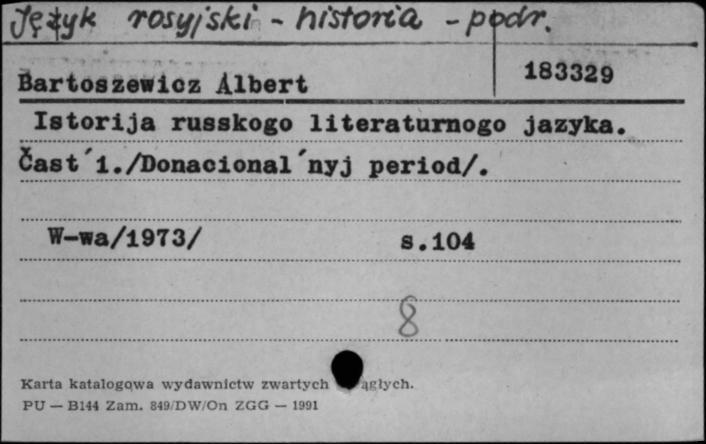 Język rosyjski - historia - podr.
Bartoszewicz Albert 183329
Istorija russkogo literaturnogo jazyka.
Čast´1./Donacional´nyj period/.
W-wa/1973/ s.104
8
Karta katalogowa wydawnictw zwartych ągłych.
PU — B144 Zam. 849/DW/On ZGG — 1991